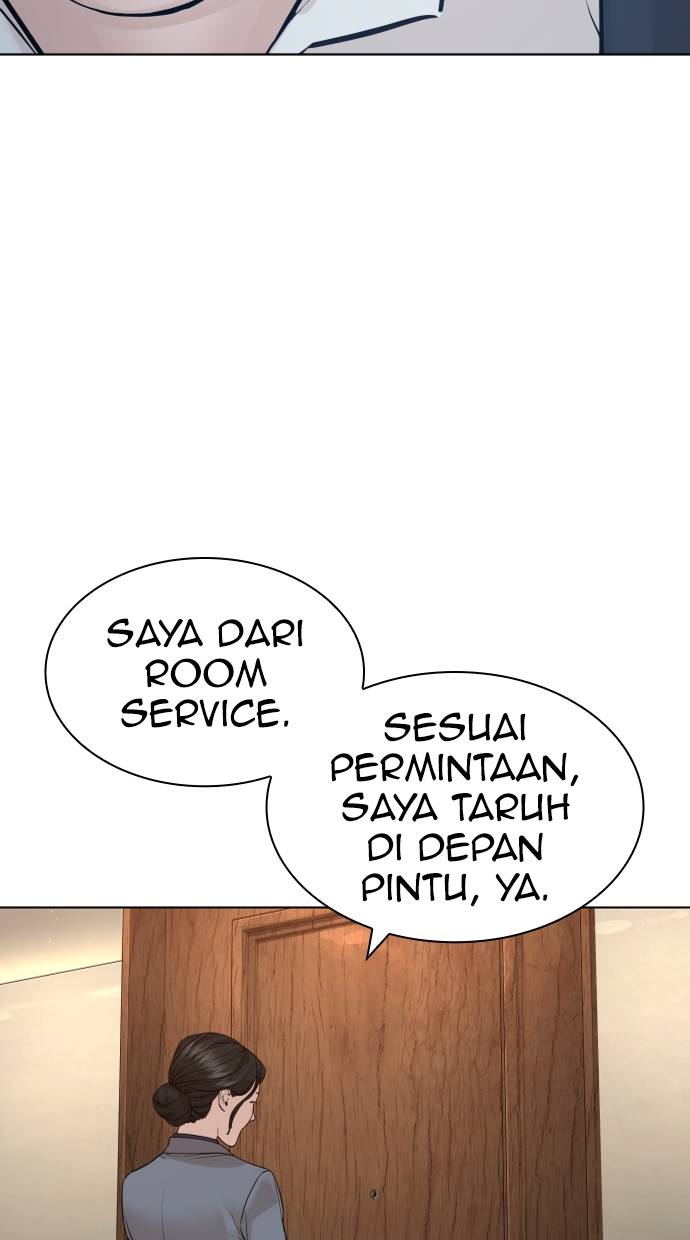 SAYA DARI
ROOM
SERVICE.
SESUAI
PERMINTAAN,
SAYA TARUH
DI DEPAN
PINTU, YA.